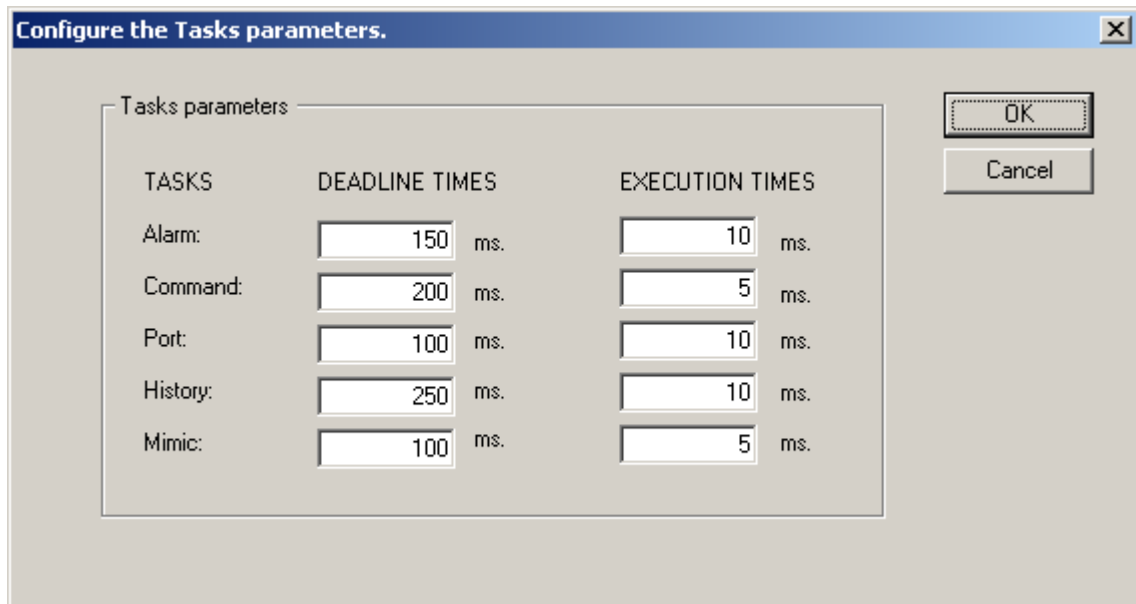 Configure the Tasks parameters.
Tasks parameters
OK
Cancel
TASKS DEADLINE TIMES EXECUTION TIMES
Alarm: 150 ms. 10 ms.
Command: 200 ms. 5 ms.
Port: 100 ms. 10 ms.
History: 250 ms. 10 ms.
Mimic: 100 ms. 5 ms.